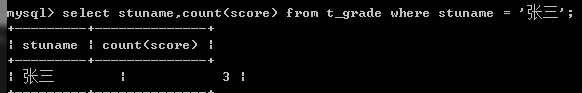 mysql> select stuname,count(score) from t_grade where stuname = '张三';
+---------+--------------+
| stuname | count(score) |
+---------+--------------+
| 张三      |            3 |
+---------+--------------+